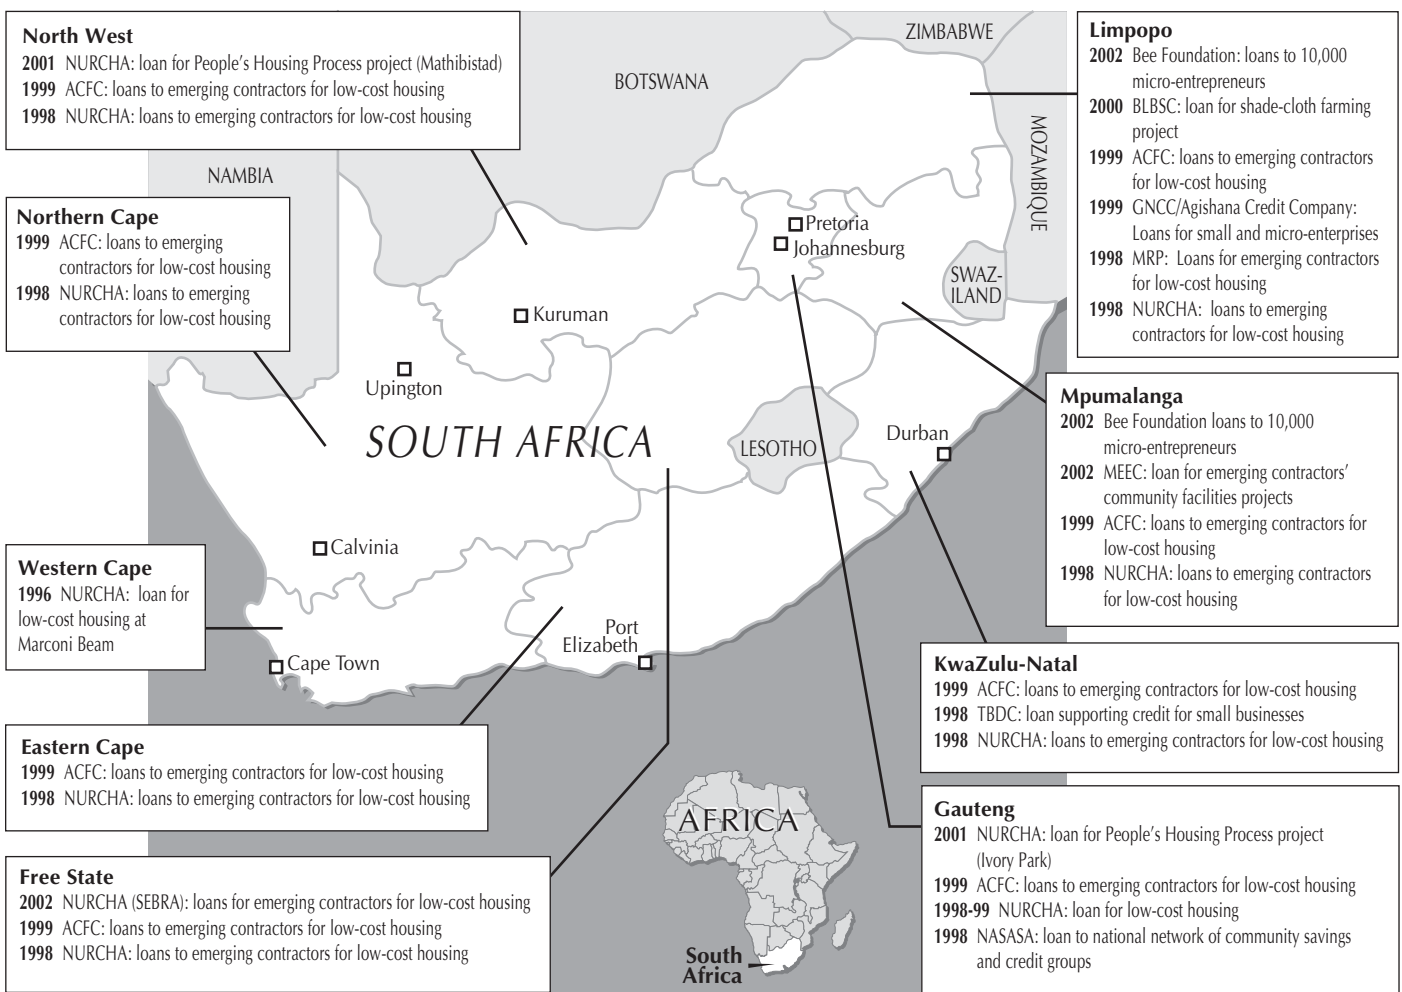 North West
2001 NURCHA: loan for People's Housing Process project (Mathibistad)
1999 ACFC: loans to emerging contractors for low-cost housing
1998 NURCHA: loans to emerging contractors for low-cost housing
Northern Cape
1999 ACFC: loans to emerging
contractors for low-cost housing
1998 NURCHA: loans to emerging
contractors for low-cost housing
Western Cape
1996 NURCHA: loan for
low-cost housing at
Marconi Beam
Eastern Cape
1999 ACFC: loans to emerging contractors for low-cost housing
1998 NURCHA: loans to emerging contractors for low-cost housing
Free State
2002 NURCHA (SEBRA): loans for emerging contractors for low-cost housing
1999 ACFC: loans to emerging contractors for low-cost housing
1998 NURCHA: loans to emerging contractors for low-cost housing
ZIMBABWE
BOTSWANA
MOZAMBIQUE
NAMBIA
Pretoria
Johannesburg
SWAZ-
ILAND
Kuruman
Upington
SOUTH AFRICA
LESOTHO
Durban
Calvinia
Port
Elizabeth
Cape Town
AFRICA
South
Africa
Limpopo
2002 Bee Foundation: loans to 10,000
micro-entrepreneurs
2000 BLBSC: loan for shade-cloth farming
project
1999 ACFC: loans to emerging contractors
for low-cost housing
1999 GNCC/Agishana Credit Company:
Loans for small and micro-enterprises
1998 MRP: Loans for emerging contractors
for low-cost housing
1998 NURCHA: loans to emerging
contractors for low-cost housing
Mpumalanga
2002 Bee Foundation loans to 10,000
micro-entrepreneurs
2002 MEEC: loan for emerging contractors'
community facilities projects
1999 ACFC: loans to emerging contractors for
low-cost housing
1998 NURCHA: loans to emerging contractors
for low-cost housing
KwaZulu-Natal
1999 ACFC: loans to emerging contractors for low-cost housing
1998 TBDC: loan supporting credit for small businesses
1998 NURCHA: loans to emerging contractors for low-cost housing
Gauteng
2001 NURCHA: loan for People's Housing Process project
(Ivory Park)
1999 ACFC: loans to emerging contractors for low-cost housing
1998-99 NURCHA: loan for low-cost housing
1998 NASASA: loan to national network of community savings
and credit groups